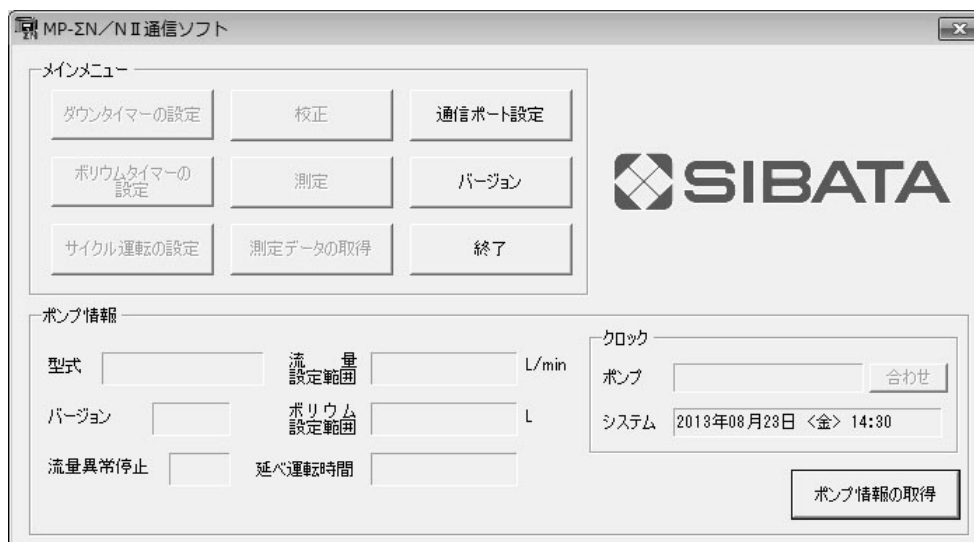 MP-ΣN／NⅡ通信ソフト
メインメニュー
ダウンタイマーの設定
校正
通信ポート設定
ボリウムタイマーの
設定
測定
バージョン
サイクル運転の設定
測定データの取得
終了
SIBATA
ポンプ情報
型式
流　量
設定範囲
L/min
バージョン
ボリウム
設定範囲
L
流量異常停止
延べ運転時間
クロック
ポンプ
合わせ
システム
2013年08月23日 <金> 14:30
ポンプ情報の取得